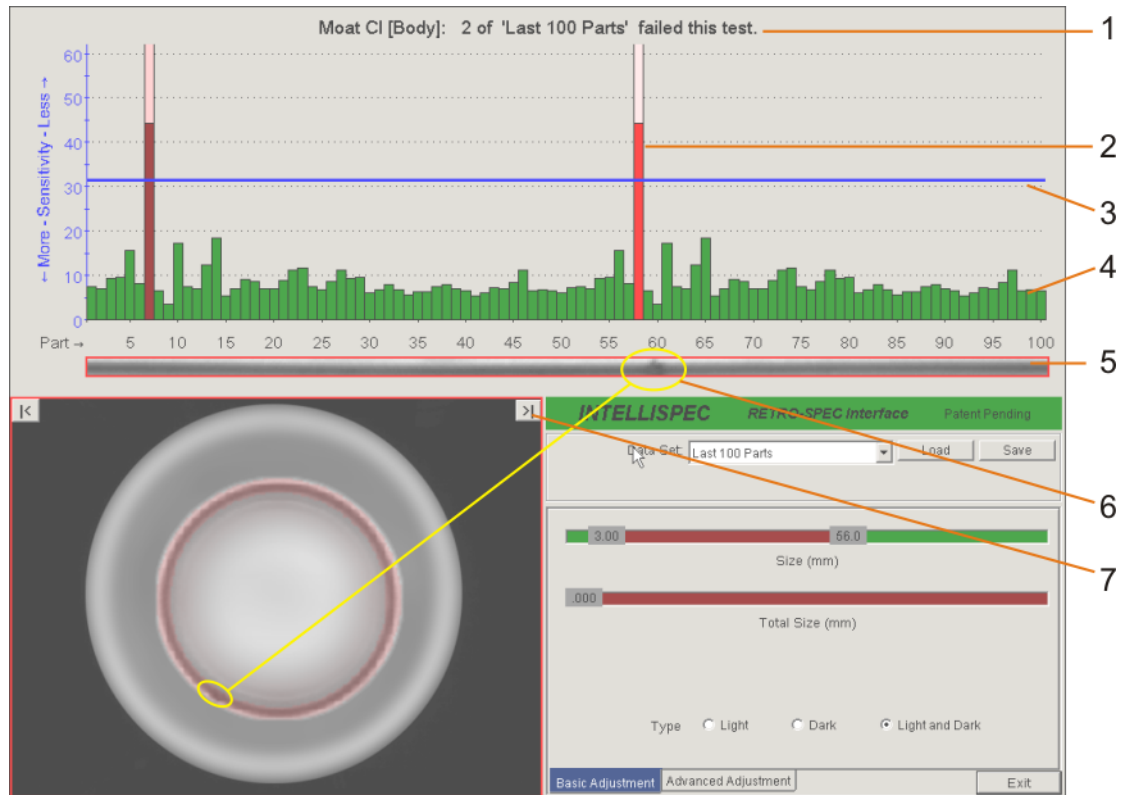 Moat CI [Body]: 2 of 'Last 100 Parts' failed this test.
1
60
50
40
30
20
10
0
← More - Sensitivity - Less →
2
3
4
Part → 5 10 15 20 25 30 35 40 45 50 55 60 65 70 75 80 85 90 95 100
5
|< >|
INTELLISPEC RETRO-SPEC Interface Patent Pending
Data Set Last 100 Parts Load Save
6
3.00 56.0
Size (mm)
7
.000
Total Size (mm)
Type Light Dark Light and Dark
Basic Adjustment Advanced Adjustment Exit